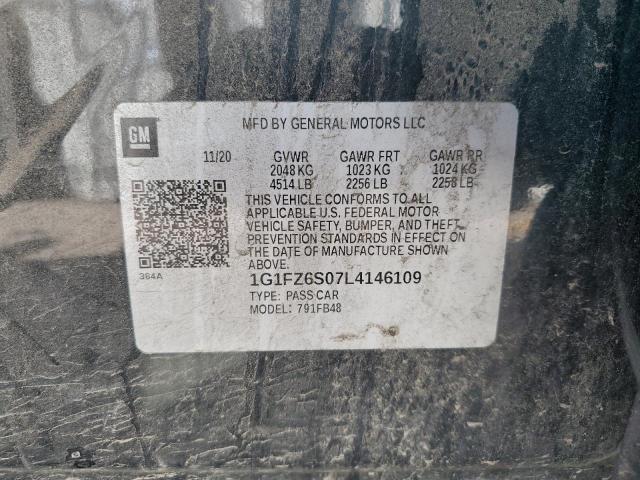 GM
MFD BY GENERAL MOTORS LLC
11/20 GVWR GAWR FRT GAWR RR
2048 KG 1023 KG 1024 KG
4514 LB 2256 LB 2258 LB
THIS VEHICLE CONFORMS TO ALL
APPLICABLE U.S. FEDERAL MOTOR
VEHICLE SAFETY, BUMPER, AND THEFT
PREVENTION STANDARDS IN EFFECT ON
THE DATE OF MANUFACTURE SHOWN
ABOVE.
364A
1G1FZ6S07L4146109
TYPE: PASS CAR
MODEL: 791FB48